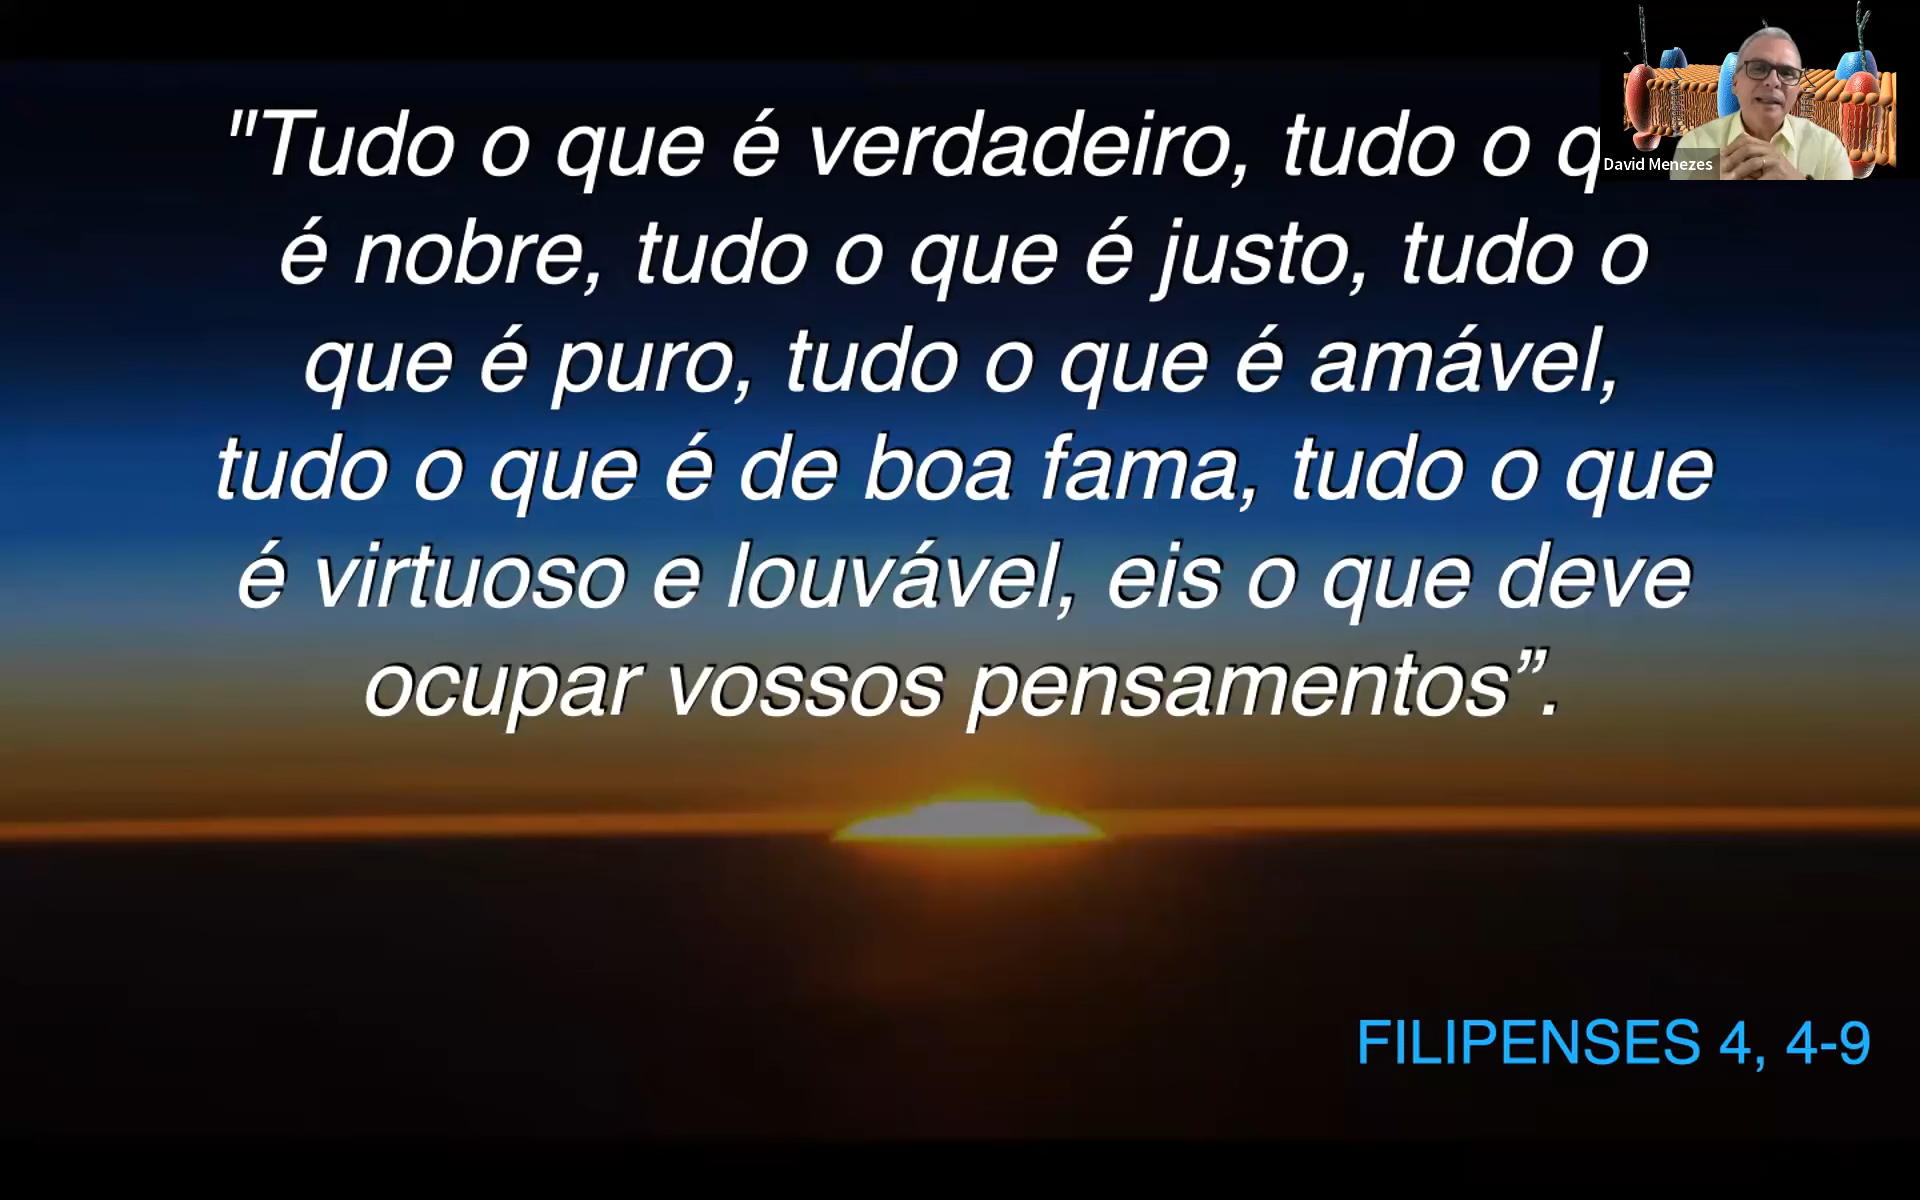 "Tudo o que é verdadeiro, tudo o q
é nobre, tudo o que é justo, tudo o
que é puro, tudo o que é amável,
tudo o que é de boa fama, tudo o que
é virtuoso e louvável, eis o que deve
ocupar vossos pensamentos”.
FILIPENSES 4, 4-9
David Menezes